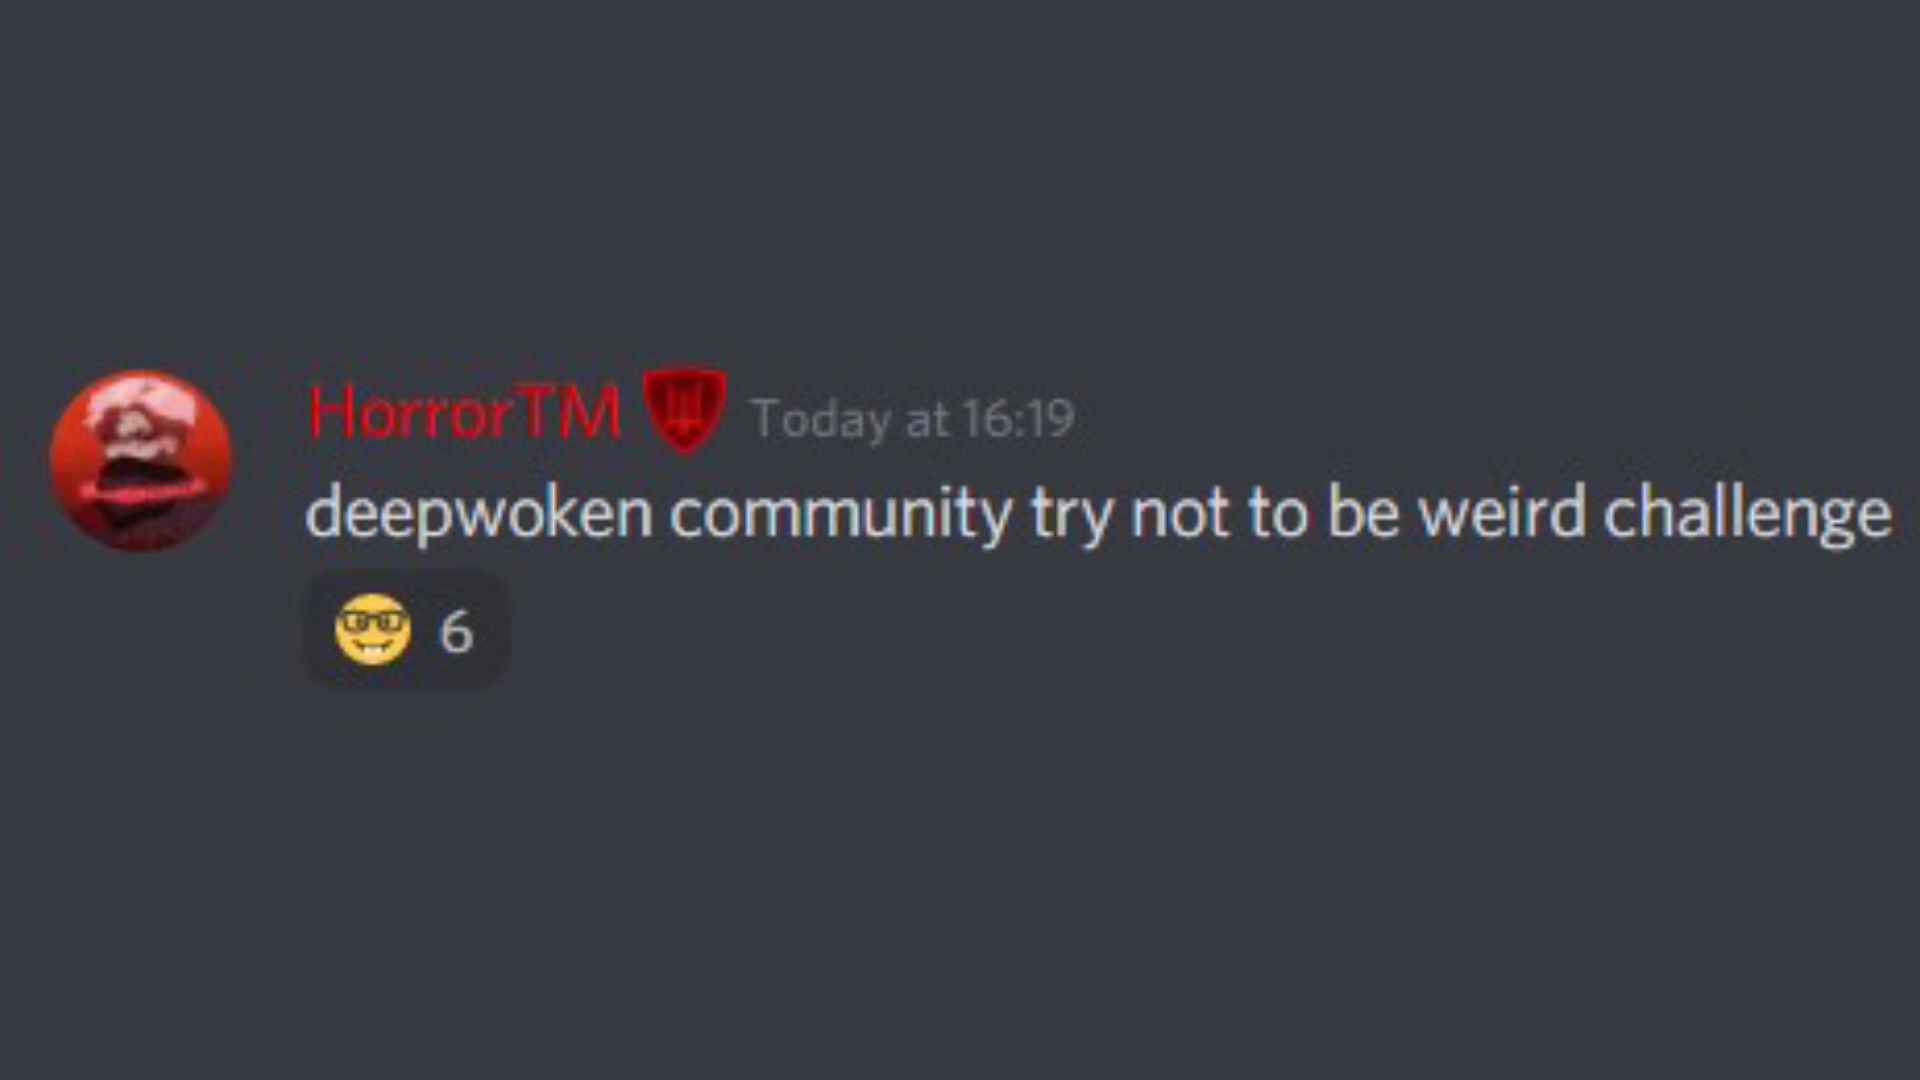 HorrorTM Today at 16:19
deepwoken community try not to be weird challenge
6